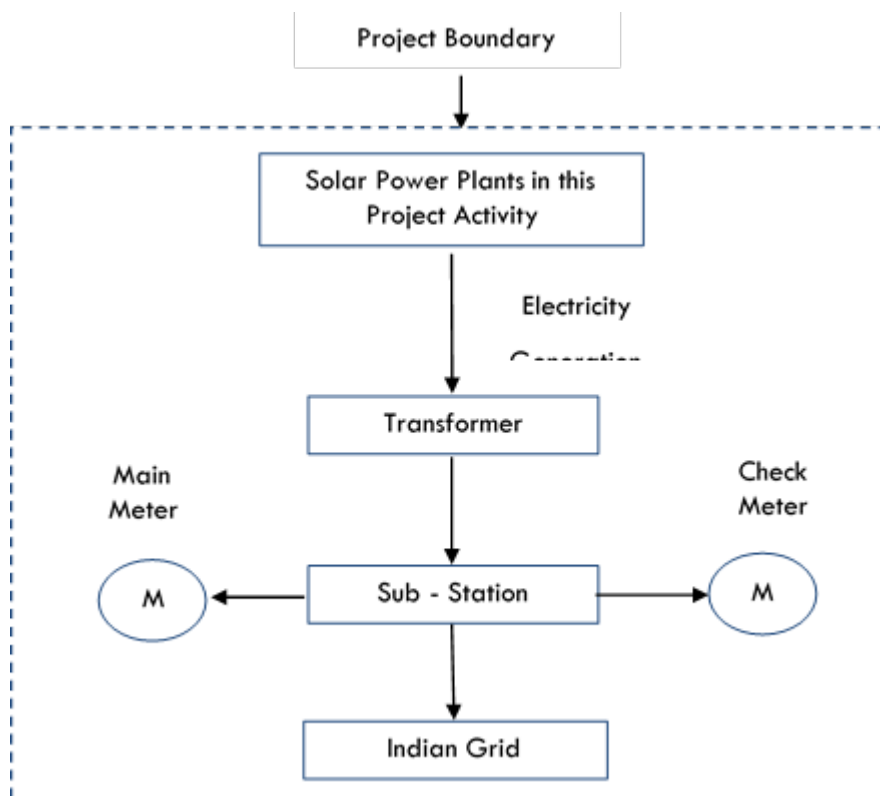 Project Boundary
Solar Power Plants in this
Project Activity
Electricity
Generation
Transformer
Main
Meter
Check
Meter
M
Sub - Station
M
Indian Grid